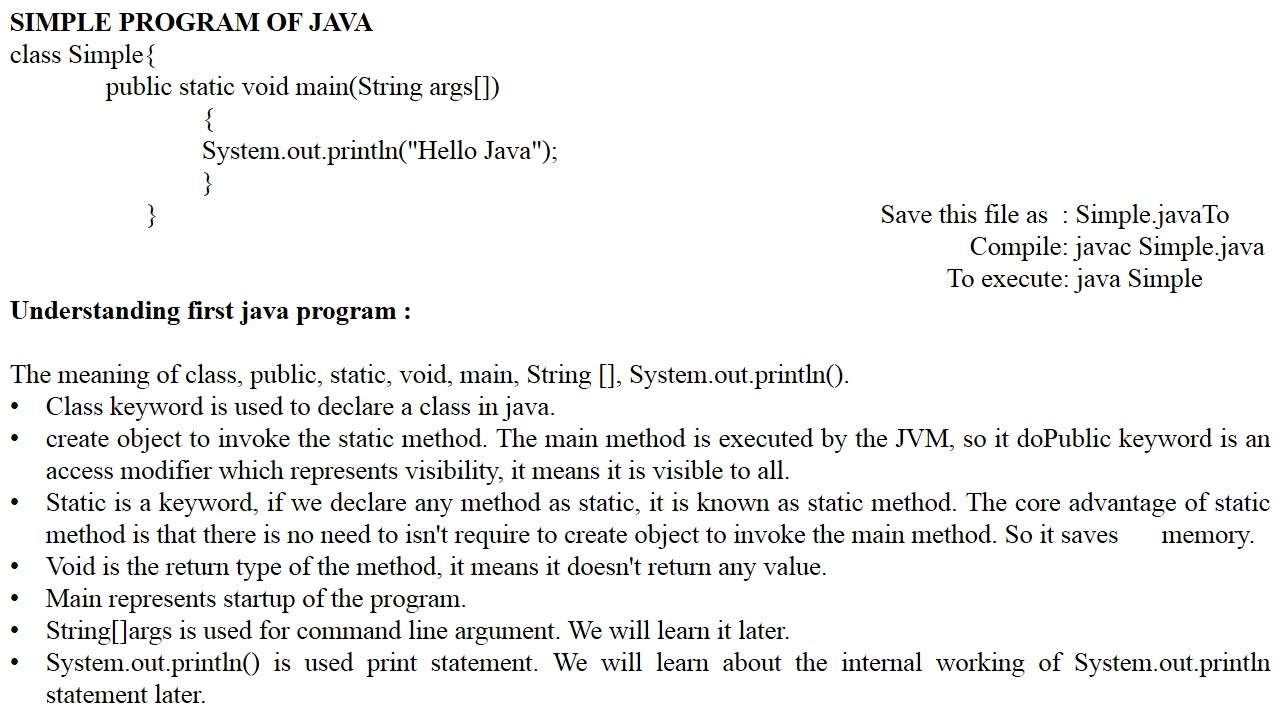 SIMPLE PROGRAM OF JAVA
class Simple{
public static void main(String args[])
{
System.out.println("Hello Java");
}
}
Save this file as : Simple.javaTo
Compile: javac Simple.java
To execute: java Simple
Understanding first java program :
The meaning of class, public, static, void, main, String [], System.out.println().
• Class keyword is used to declare a class in java.
• create object to invoke the static method. The main method is executed by the JVM, so it doPublic keyword is an
access modifier which represents visibility, it means it is visible to all.
• Static is a keyword, if we declare any method as static, it is known as static method. The core advantage of static
method is that there is no need to isn't require to create object to invoke the main method. So it saves memory.
• Void is the return type of the method, it means it doesn't return any value.
• Main represents startup of the program.
• String[]args is used for command line argument. We will learn it later.
• System.out.println() is used print statement. We will learn about the internal working of System.out.println
statement later.